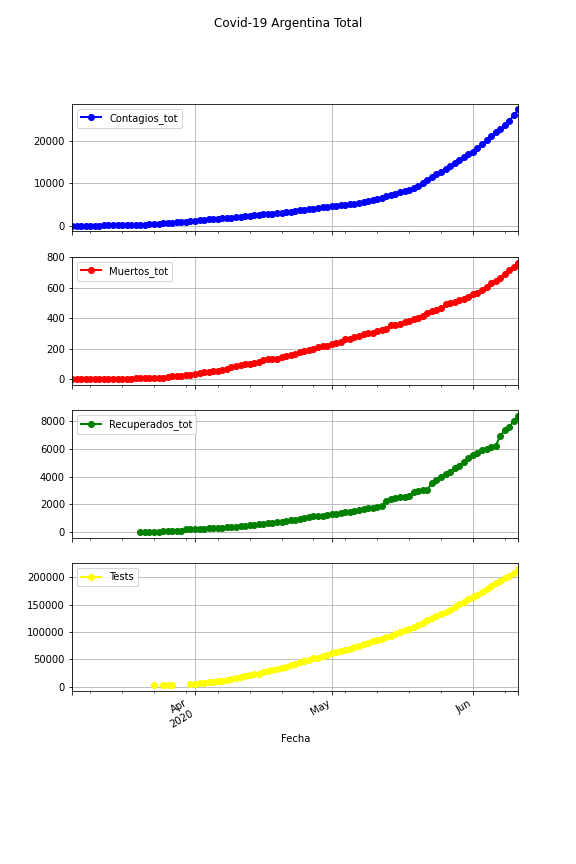 Covid-19 Argentina Total
Contagios_tot
20000
10000
0
Muertos_tot
800
600
400
200
0
Recuperados_tot
8000
6000
4000
2000
0
Tests
200000
150000
100000
50000
0
Apr
2020
May
Jun
Fecha